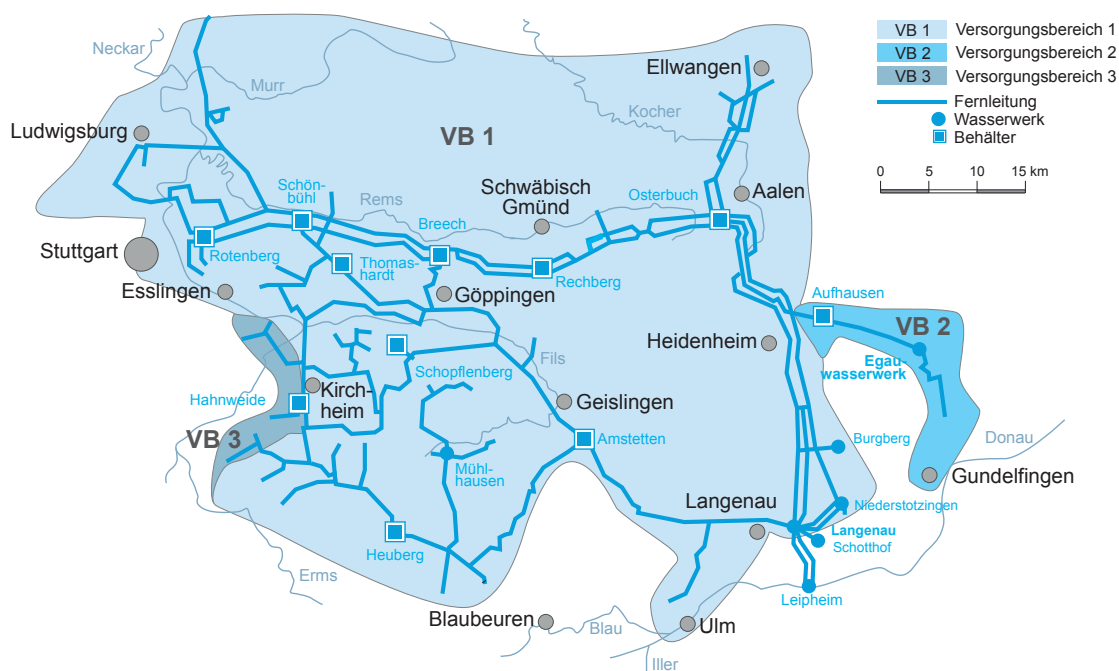 Neckar
Murr
Ludwigsburg
VB 1
Ellwangen
Kocher
VB 1 Versorgungsbereich 1
VB 2 Versorgungsbereich 2
VB 3 Versorgungsbereich 3
Fernleitung
Wasserwerk
Behälter
0 5 10 15 km
Schön-
bühl
Rems
Schwäbisch
Gmünd
Osterbuch
Aalen
Stuttgart
Rotenberg
Breech
Thomas-
hardt
Rechberg
Esslingen
Göppingen
Aufhausen
VB 2
Heidenheim
Egau-
wasserwerk
Fils
Schopflenberg
Kirch-
heim
Hahnweide
Geislingen
VB 3
Amstetten
Burgberg
Donau
Mühl-
hausen
Gundelfingen
Langenau
Niederstotzingen
Langenau
Schotthof
Heuberg
Erms
Leipheim
Blaubeuren
Blau
Ulm
Iller